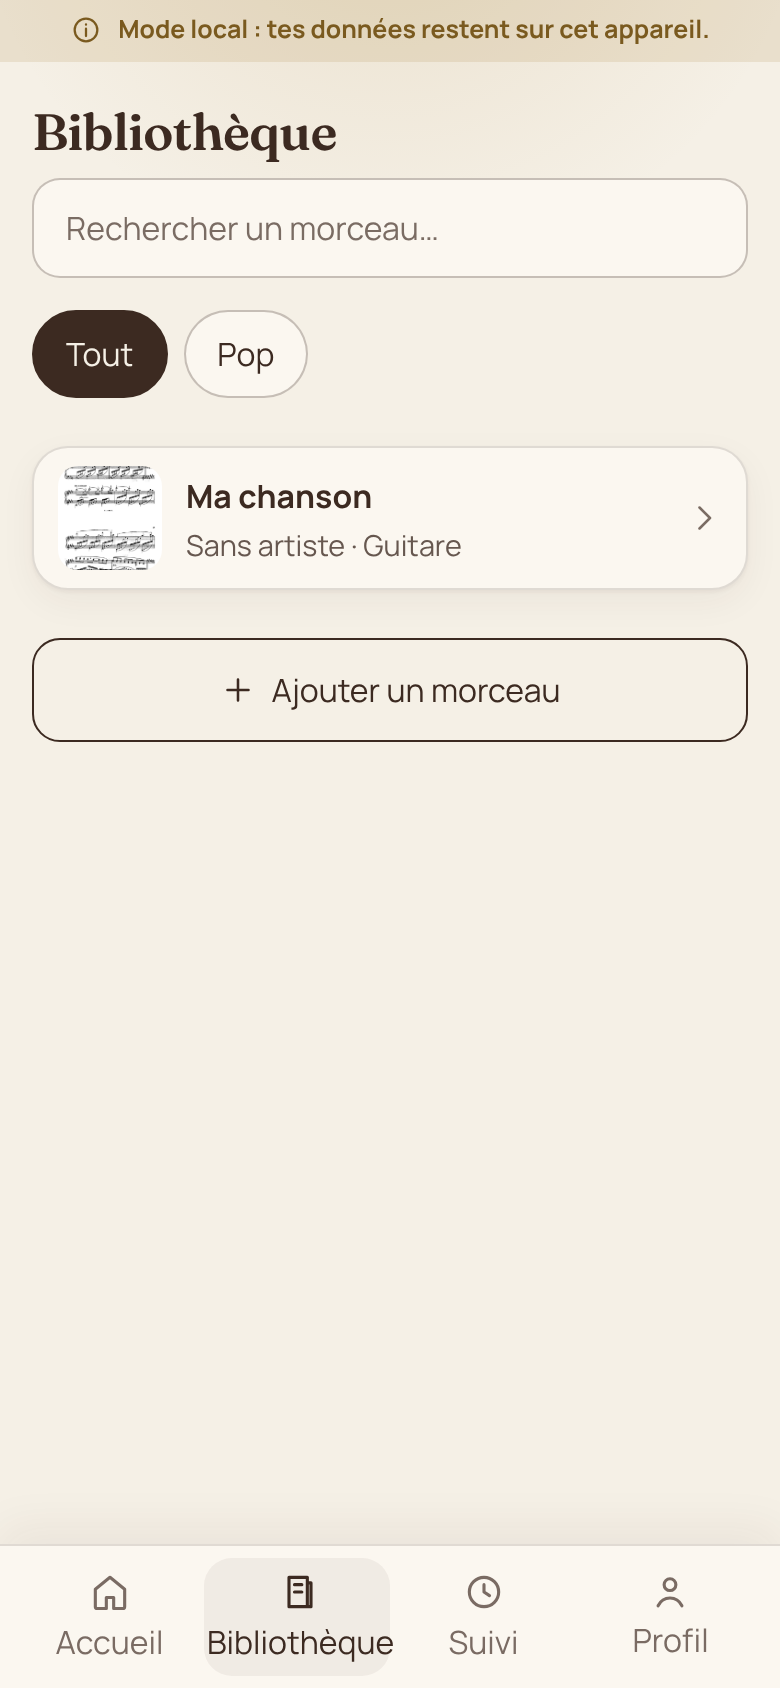 Mode local : tes données restent sur cet appareil.
Bibliothèque
Rechercher un morceau…
Tout
Pop
Ma chanson
Sans artiste · Guitare
Ajouter un morceau
Accueil
Bibliothèque
Suivi
Profil